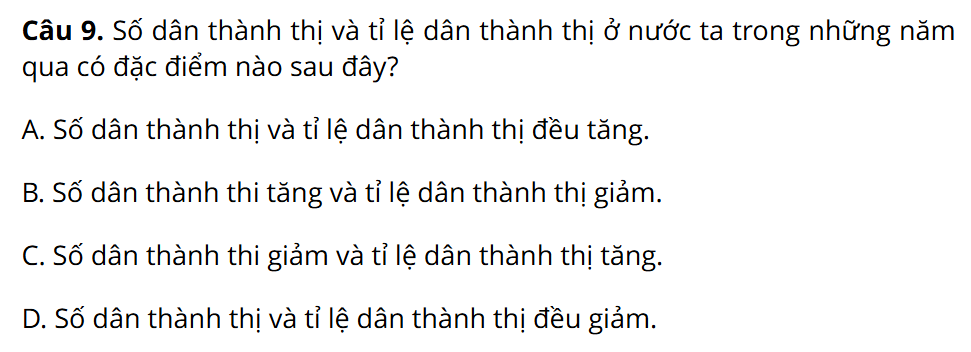 Câu 9. Số dân thành thị và tỉ lệ dân thành thị ở nước ta trong những năm
qua có đặc điểm nào sau đây?
A. Số dân thành thị và tỉ lệ dân thành thị đều tăng.
B. Số dân thành thi tăng và tỉ lệ dân thành thị giảm.
C. Số dân thành thi giảm và tỉ lệ dân thành thị tăng.
D. Số dân thành thị và tỉ lệ dân thành thị đều giảm.